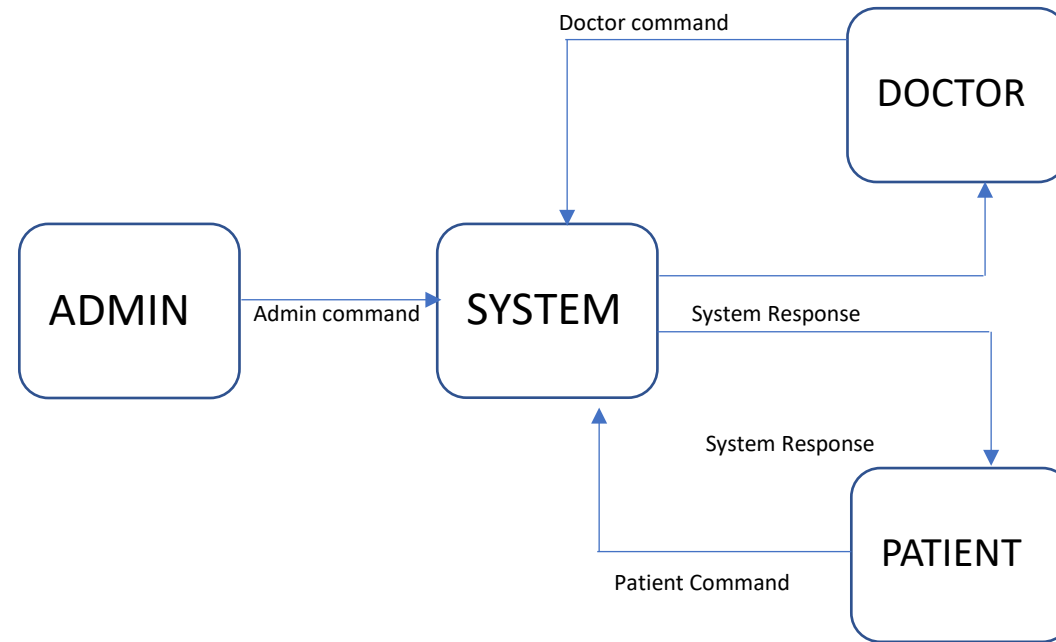 Doctor command
DOCTOR
ADMIN
Admin command
SYSTEM
System Response
System Response
PATIENT
Patient Command